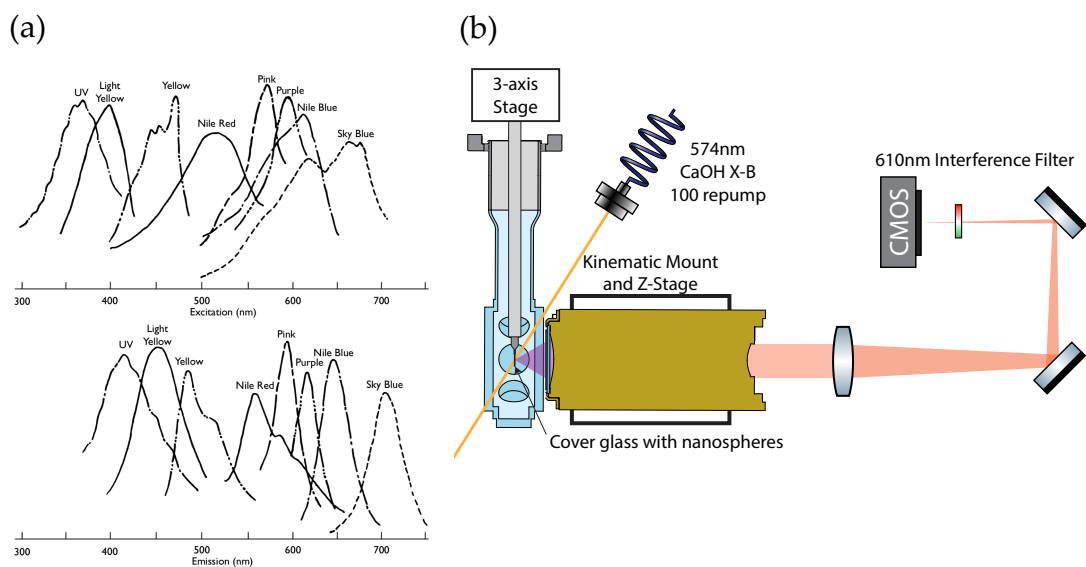 (a)
UV
Light
Yellow
Yellow
Nile Red
Pink
Purple
Nile Blue
Sky Blue
300 400 500 600 700
Excitation (nm)
UV
Light
Yellow
Yellow
Nile Red
Pink
Purple
Nile Blue
Sky Blue
300 400 500 600 700
Emission (nm)
(b)
3-axis
Stage
574nm
CaOH X-B
100 repump
610nm Interference Filter
CMOS
Kinematic Mount
and Z-Stage
Cover glass with nanospheres